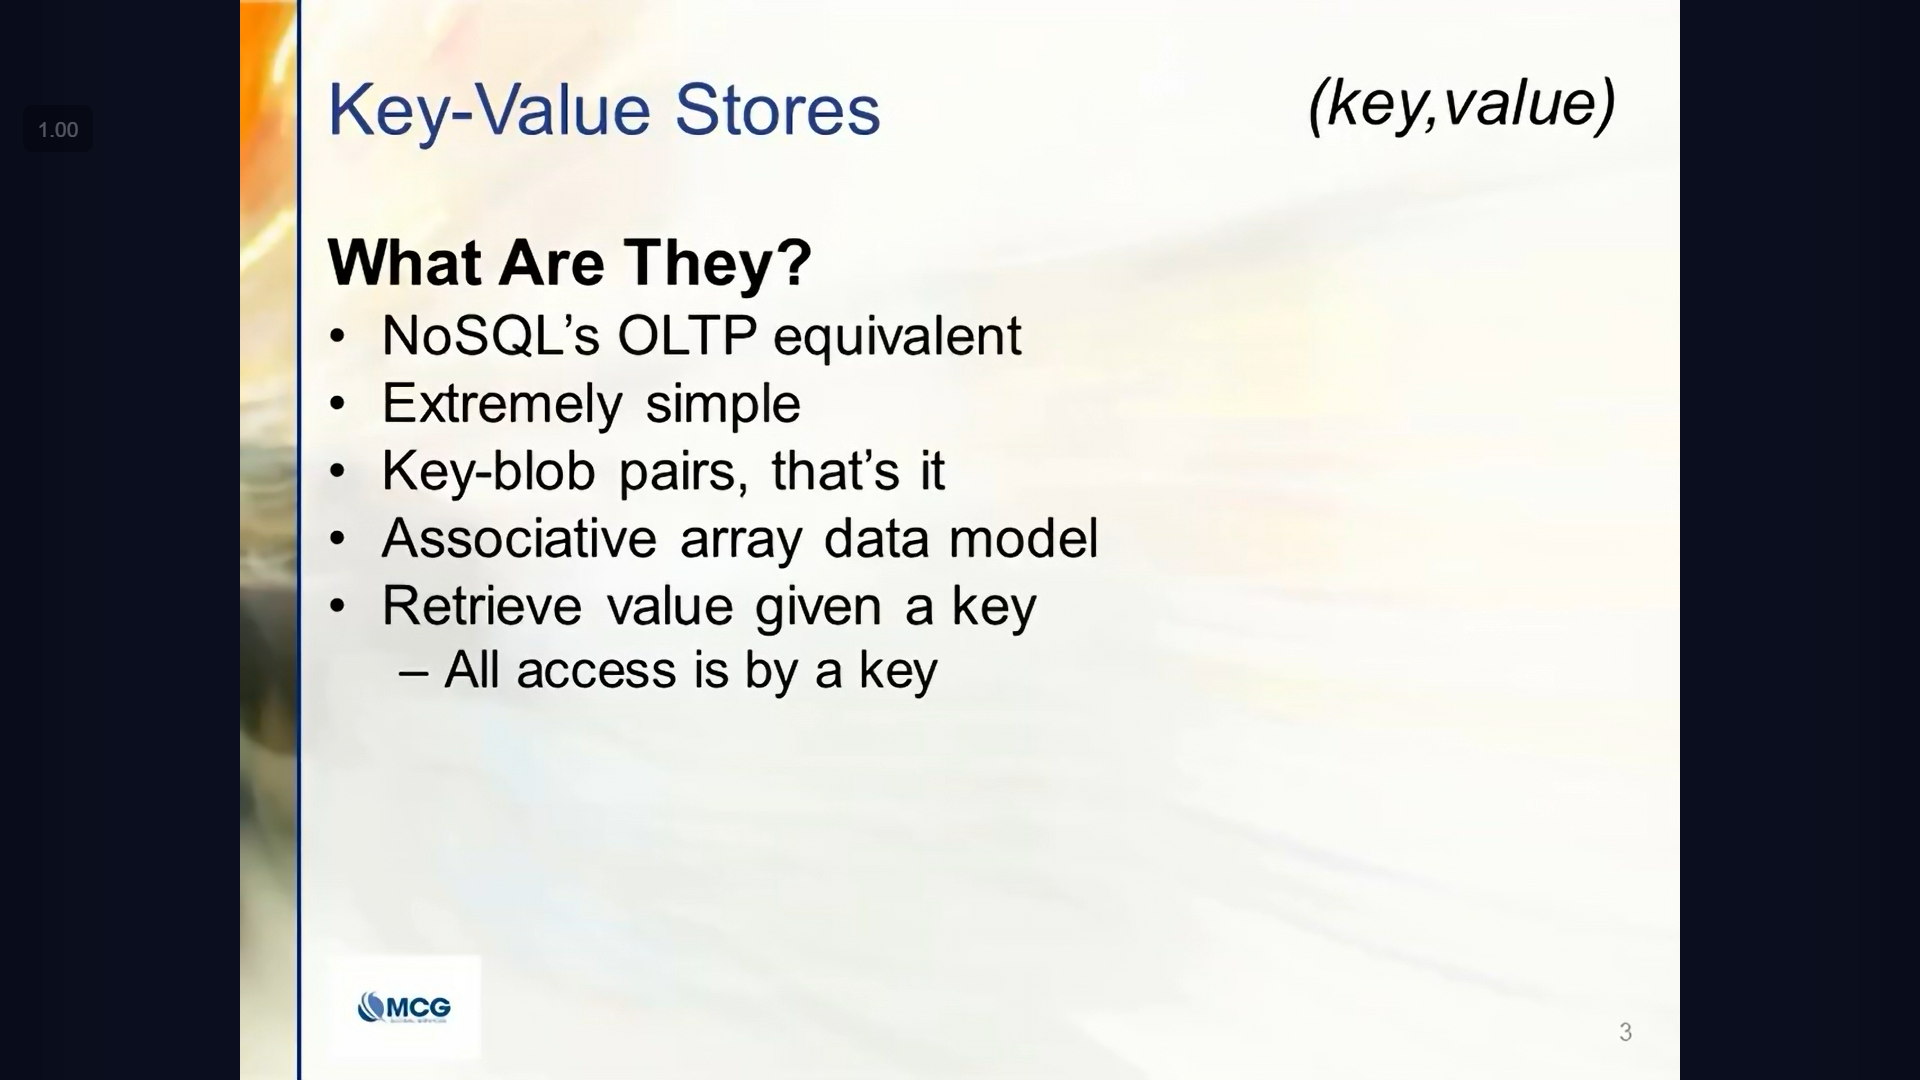 1.00
Key-Value Stores
(key,value)
What Are They?
• NoSQL’s OLTP equivalent
• Extremely simple
• Key-blob pairs, that’s it
• Associative array data model
• Retrieve value given a key
– All access is by a key
MCG
3